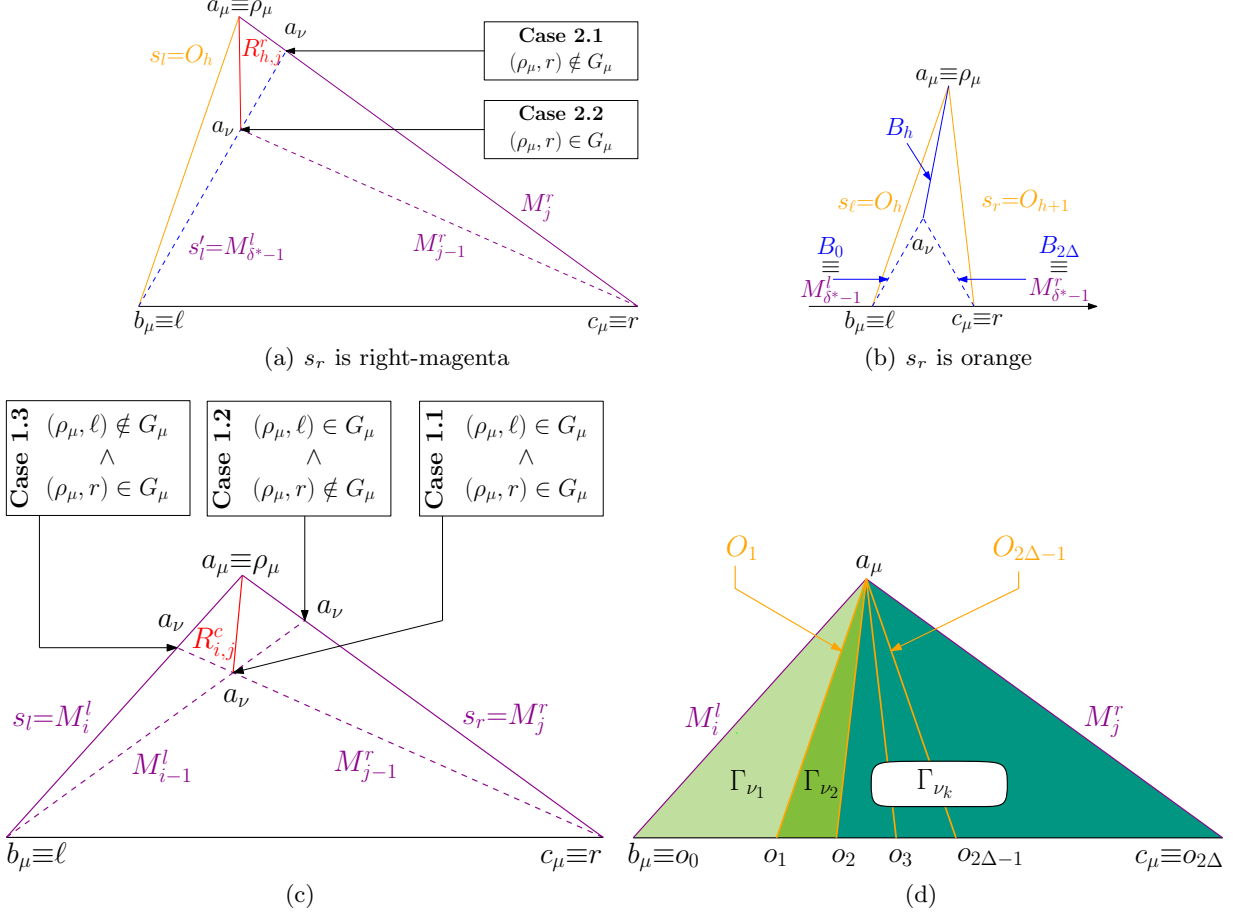 a_μ≡ρ_μ
a_ν
s_l=O_h
R^r_{h,j}
Case 2.1
(ρ_μ, r) ∉ G_μ
a_ν
Case 2.2
(ρ_μ, r) ∈ G_μ
M^r_j
s'_l=M^l_{δ*-1}
M^r_{j-1}
b_μ≡ℓ
c_μ≡r
(a) s_r is right-magenta
a_μ≡ρ_μ
B_h
s_ℓ=O_h
s_r=O_{h+1}
a_ν
B_0
≡
M^l_{δ*-1}
B_{2Δ}
≡
M^r_{δ*-1}
b_μ≡ℓ
c_μ≡r
(b) s_r is orange
Case 1.3
(ρ_μ, ℓ) ∉ G_μ
∧
(ρ_μ, r) ∈ G_μ
Case 1.2
(ρ_μ, ℓ) ∈ G_μ
∧
(ρ_μ, r) ∉ G_μ
Case 1.1
(ρ_μ, ℓ) ∈ G_μ
∧
(ρ_μ, r) ∈ G_μ
a_μ≡ρ_μ
a_ν
a_ν
R^c_{i,j}
a_ν
s_l=M^l_i
s_r=M^r_j
M^l_{i-1}
M^r_{j-1}
b_μ≡ℓ
c_μ≡r
(c)
O_1
O_{2Δ-1}
a_μ
M^l_i
M^r_j
Γ_{ν_1}
Γ_{ν_2}
Γ_{ν_k}
b_μ≡o_0
o_1
o_2
o_3
o_{2Δ-1}
c_μ≡o_{2Δ}
(d)